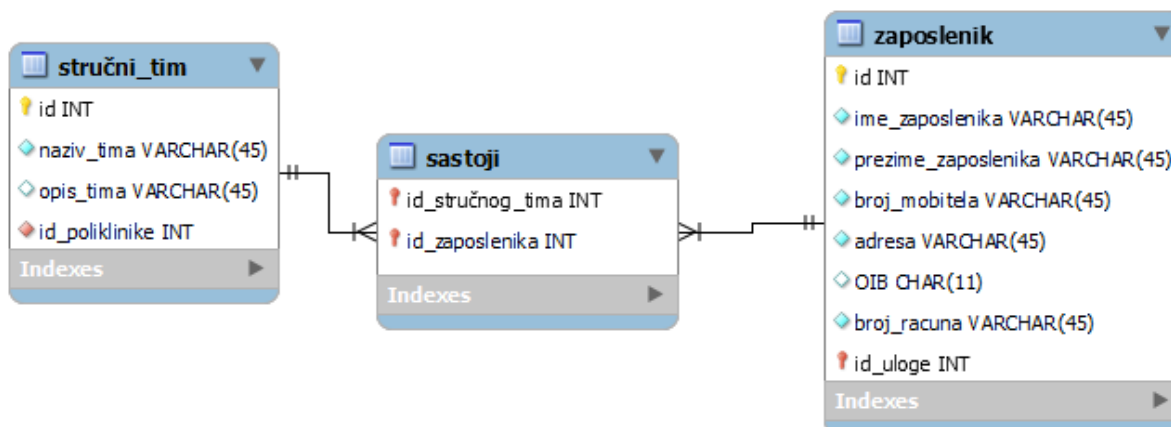 stručni_tim
id INT
naziv_tima VARCHAR(45)
opis_tima VARCHAR(45)
id_poliklinike INT
Indexes
sastoji
id_stručnog_tima INT
id_zaposlenika INT
Indexes
zaposlenik
id INT
ime_zaposlenika VARCHAR(45)
prezime_zaposlenika VARCHAR(45)
broj_mobitela VARCHAR(45)
adresa VARCHAR(45)
OIB CHAR(11)
broj_racuna VARCHAR(45)
id_uloge INT
Indexes